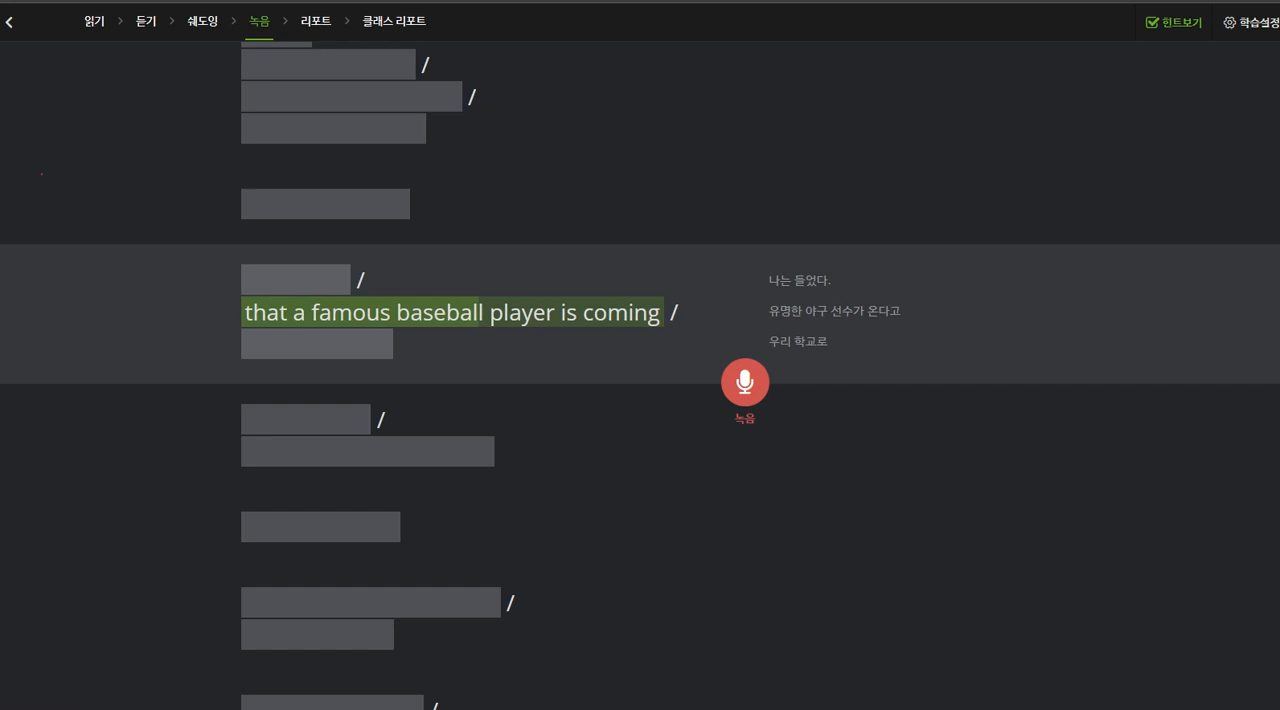 읽기 > 듣기 > 쉐도잉 > 녹음 > 리포트 > 클래스 리포트 힌트보기 학습설정
/
/
/
that a famous baseball player is coming /
나는 들었다.
유명한 야구 선수가 온다고
우리 학교로
녹음
/
/
/